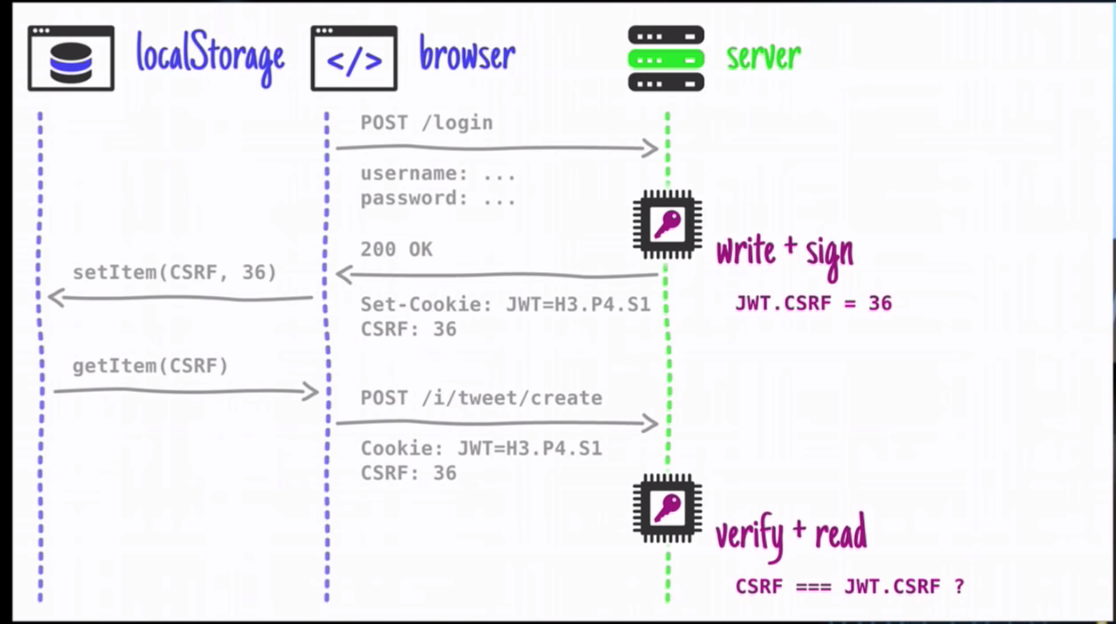 localStorage
browser
server
POST /login
username: ...
password: ...
write + sign
JWT.CSRF = 36
200 OK
Set-Cookie: JWT=H3.P4.S1
CSRF: 36
setItem(CSRF, 36)
getItem(CSRF)
POST /i/tweet/create
Cookie: JWT=H3.P4.S1
CSRF: 36
verify + read
CSRF === JWT.CSRF ?